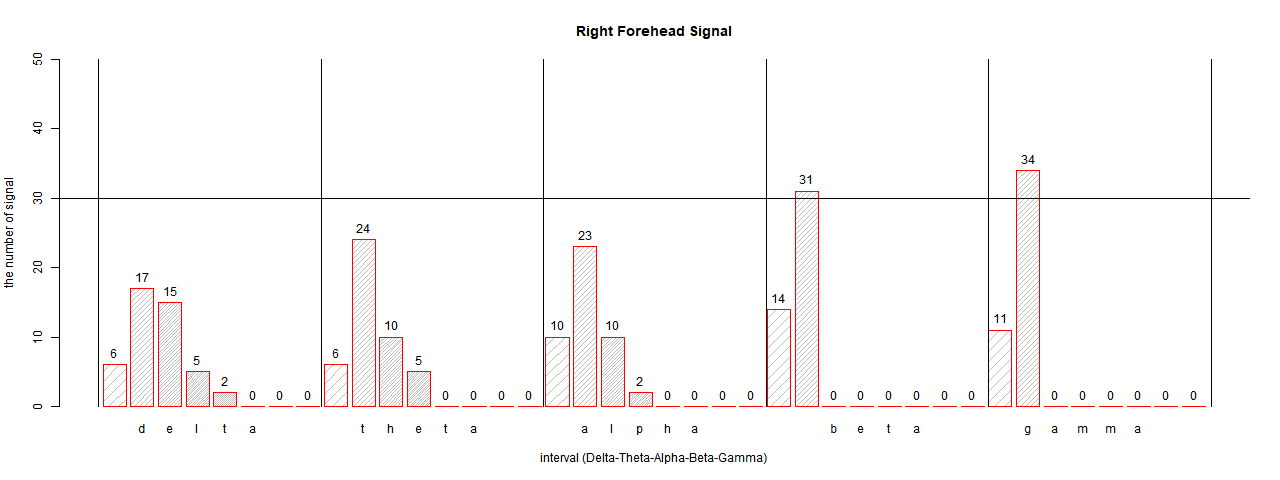 Right Forehead Signal
the number of signal
50
40
30
20
10
0
6 17 15 5 2 0 0 0
6 24 10 5 0 0 0 0
10 23 10 2 0 0 0 0
14 31 0 0 0 0 0 0
11 34 0 0 0 0 0 0
d e l t a t h e t a a l p h a b e t a g a m m a
interval (Delta-Theta-Alpha-Beta-Gamma)